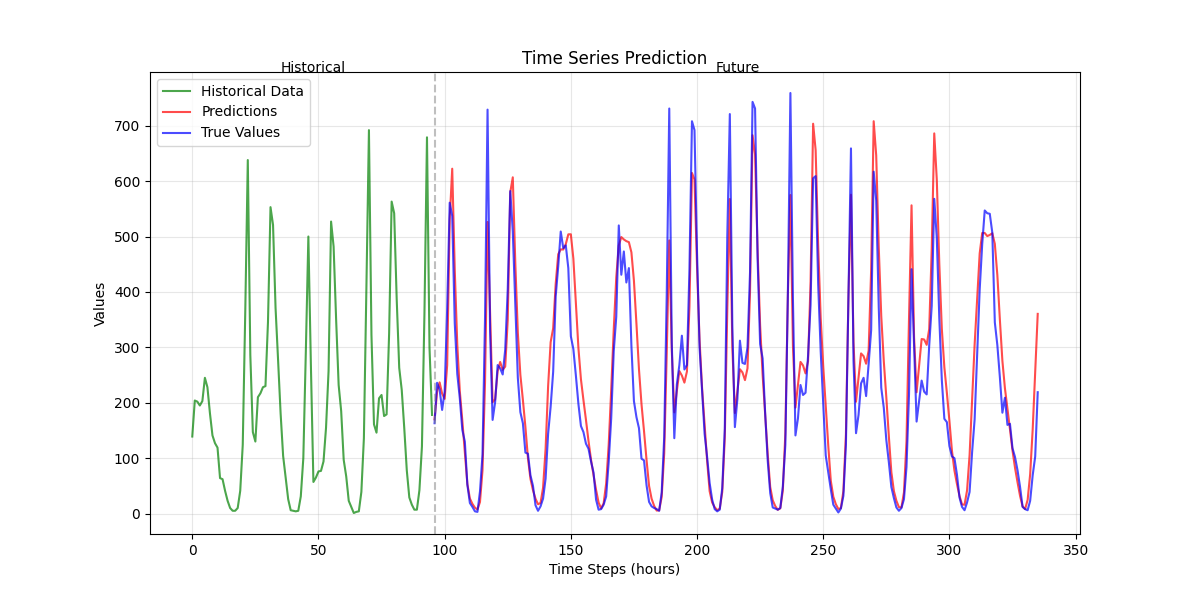 Time Series Prediction
Historical
Future
Historical Data
Predictions
True Values
Values
700
600
500
400
300
200
100
0
0 50 100 150 200 250 300 350
Time Steps (hours)